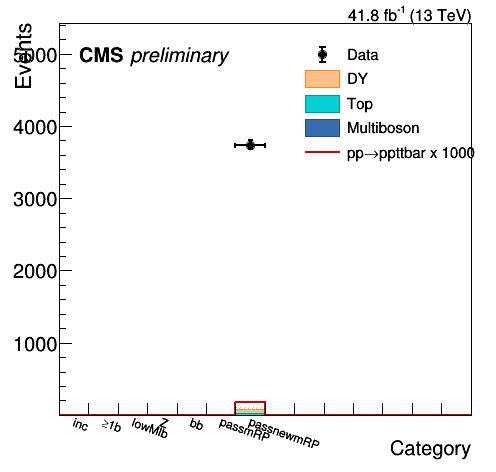 41.8 fb⁻¹ (13 TeV)
Events
CMS preliminary
Data
DY
Top
Multiboson
pp→ppttbar x 1000
5000
4000
3000
2000
1000
inc
≥1b
lowMlb
Z
bb
passmRP
passnewmRP
Category